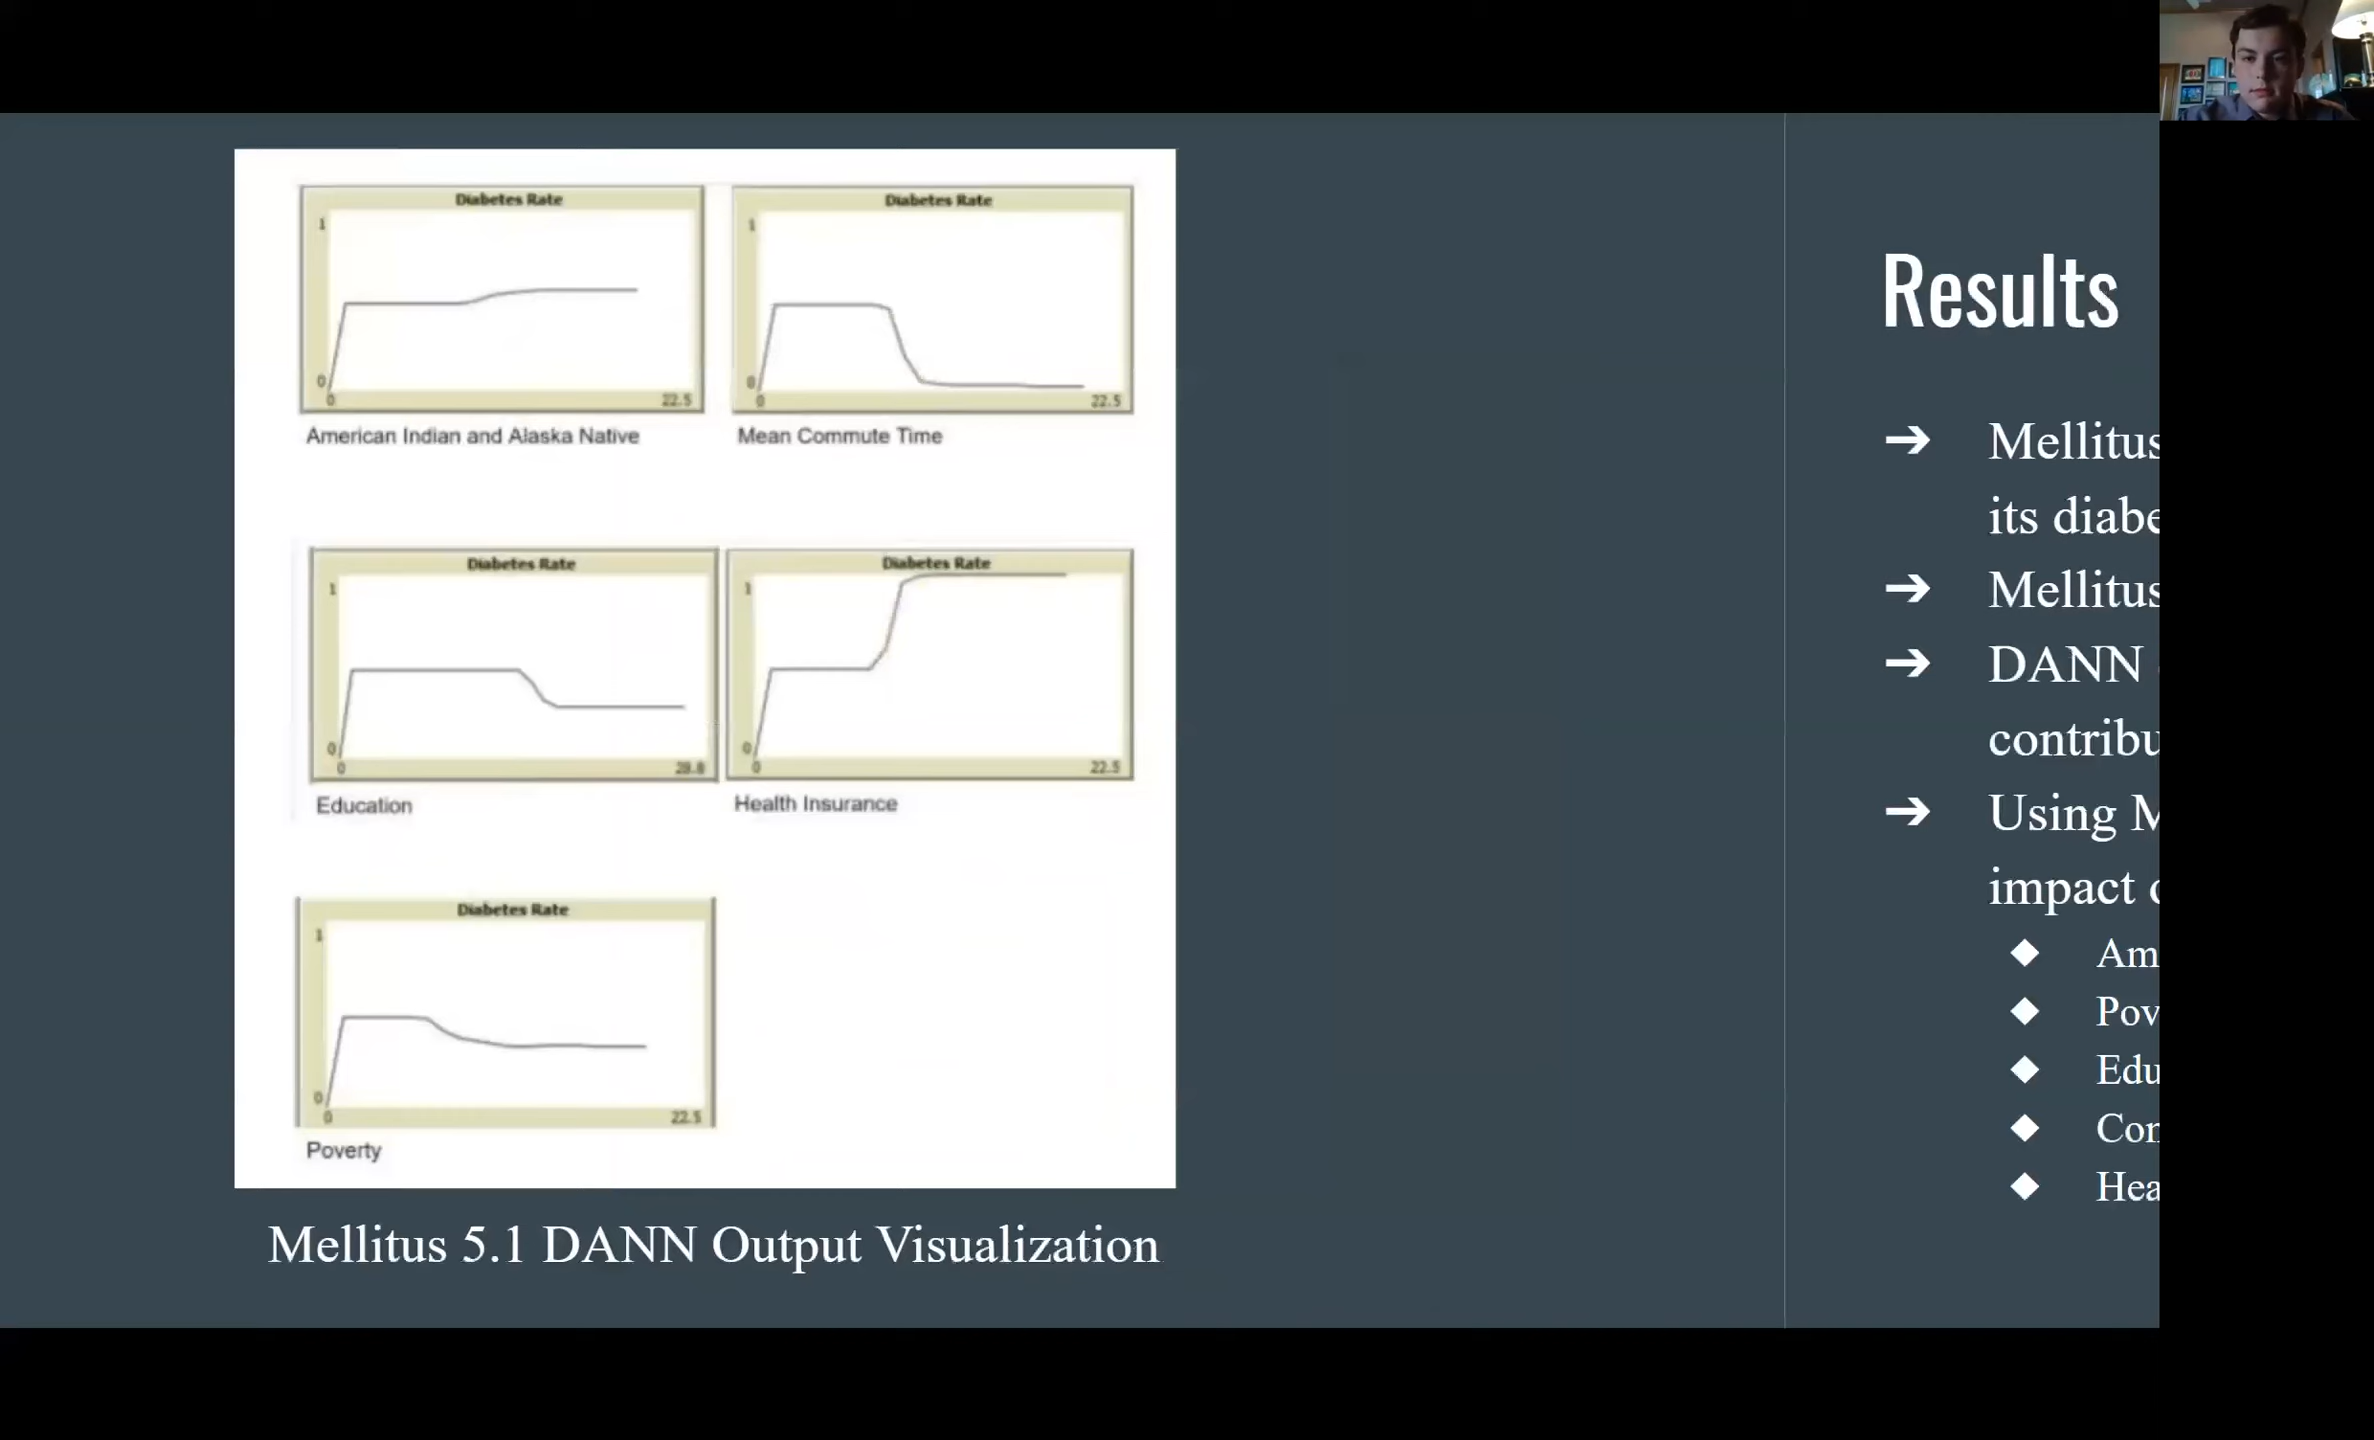 Diabetes Rate
1
0
0
22.5
American Indian and Alaska Native
Diabetes Rate
1
0
0
22.5
Mean Commute Time
Diabetes Rate
1
0
0
28.8
Education
Diabetes Rate
1
0
0
22.5
Health Insurance
Diabetes Rate
1
0
0
22.5
Poverty
Mellitus 5.1 DANN Output Visualization
Results
➔ Mellitus
its diabe
➔ Mellitus
➔ DANN
contribu
➔ Using M
impact
◆ Am
◆ Pov
◆ Edu
◆ Con
◆ Hea